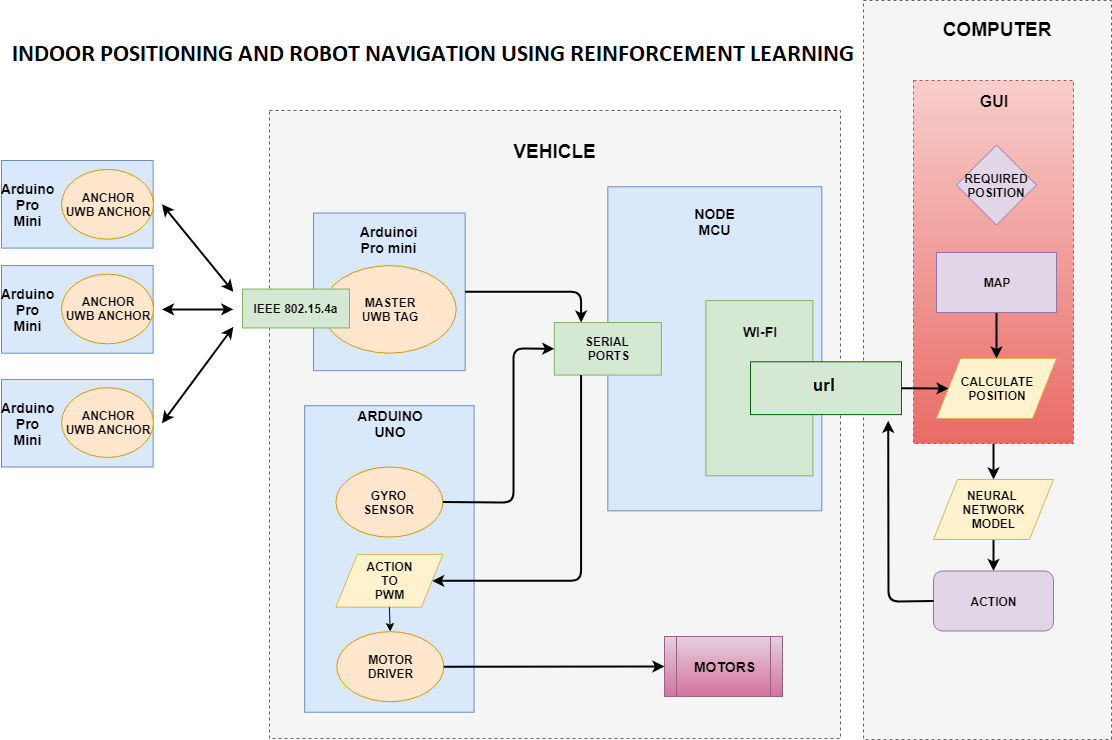 INDOOR POSITIONING AND ROBOT NAVIGATION USING REINFORCEMENT LEARNING
COMPUTER
GUI
REQUIRED
POSITION
MAP
CALCULATE
POSITION
NEURAL
NETWORK
MODEL
ACTION
VEHICLE
Arduino
Pro
Mini
ANCHOR
UWB ANCHOR
Arduino
Pro
Mini
ANCHOR
UWB ANCHOR
Arduino
Pro
Mini
ANCHOR
UWB ANCHOR
IEEE 802.15.4a
Arduinoi
Pro mini
MASTER
UWB TAG
SERIAL
PORTS
NODE
MCU
WI-FI
url
ARDUINO
UNO
GYRO
SENSOR
ACTION
TO
PWM
MOTOR
DRIVER
MOTORS